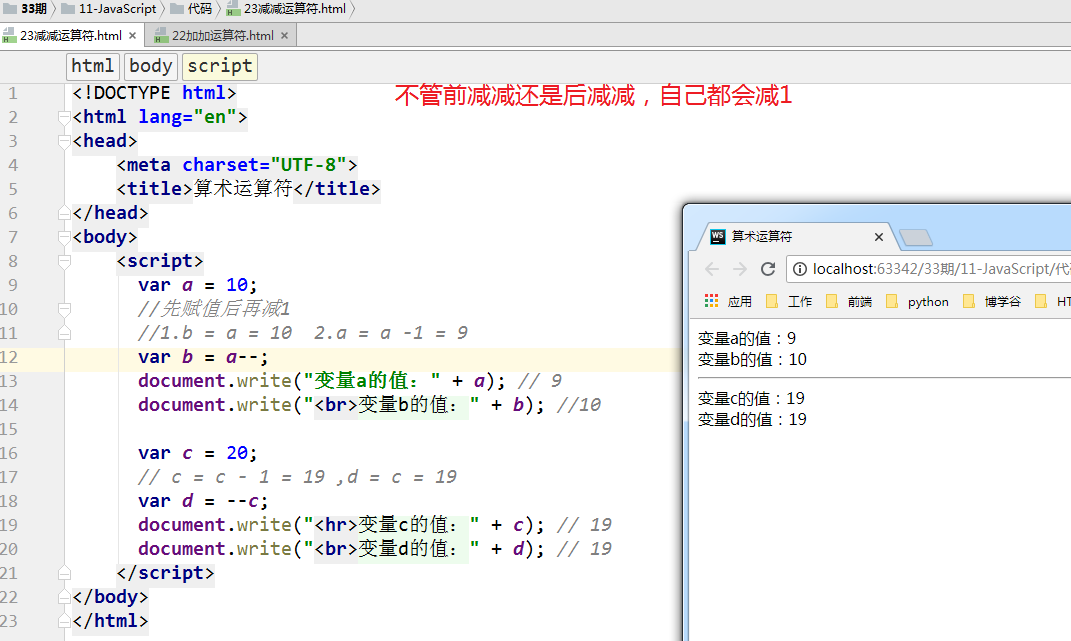 33期 11-JavaScript 代码 23减减运算符.html
23减减运算符.html × 22加加运算符.html ×
html body script
不管前减减还是后减减，自己都会减1
1 <!DOCTYPE html>
2 <html lang="en">
3 <head>
4 <meta charset="UTF-8">
5 <title>算术运算符</title>
6 </head>
7 <body>
8 <script>
9 var a = 10;
10 //先赋值后再减1
11 //1.b = a = 10 2.a = a -1 = 9
12 var b = a--;
13 document.write("变量a的值：" + a); // 9
14 document.write("<br>变量b的值：" + b); //10
15
16 var c = 20;
17 // c = c - 1 = 19 ,d = c = 19
18 var d = --c;
19 document.write("<hr>变量c的值：" + c); // 19
20 document.write("<br>变量d的值：" + d); // 19
21 </script>
22 </body>
23 </html>
WS 算术运算符 ×
localhost:63342/33期/11-JavaScript/代
应用 工作 前端 python 博学谷 HT
变量a的值：9
变量b的值：10
变量c的值：19
变量d的值：19